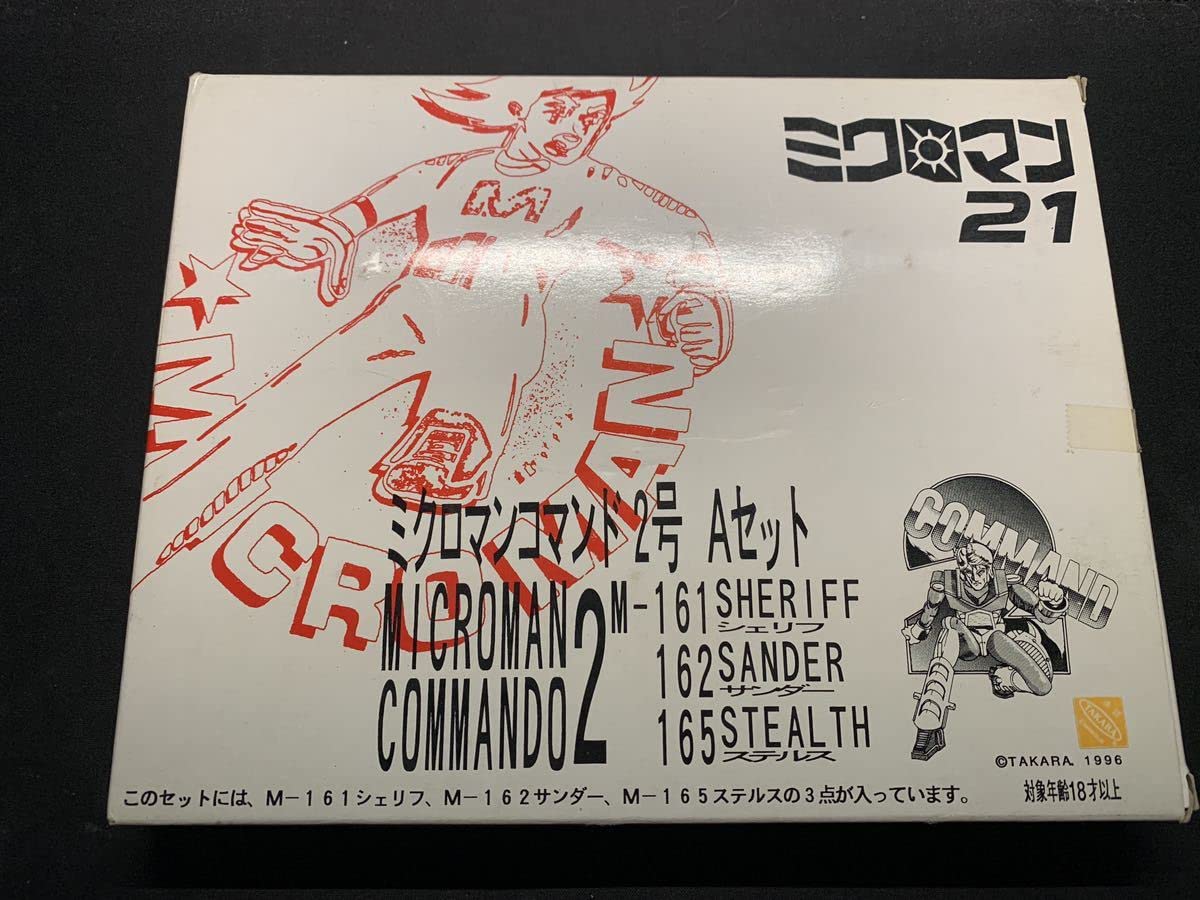 ミクロマン
21
M
MICROMAN
ミクロマンコマンド2号 Aセット
MICROMAN
COMMANDO
2
M-161 SHERIFF
シェリフ
162 SANDER
サンダー
165 STEALTH
ステルス
COMMAND
TAKARA
©TAKARA. 1996
このセットには、M-161シェリフ、M-162サンダー、M-165ステルスの3点が入っています。
対象年齢18才以上